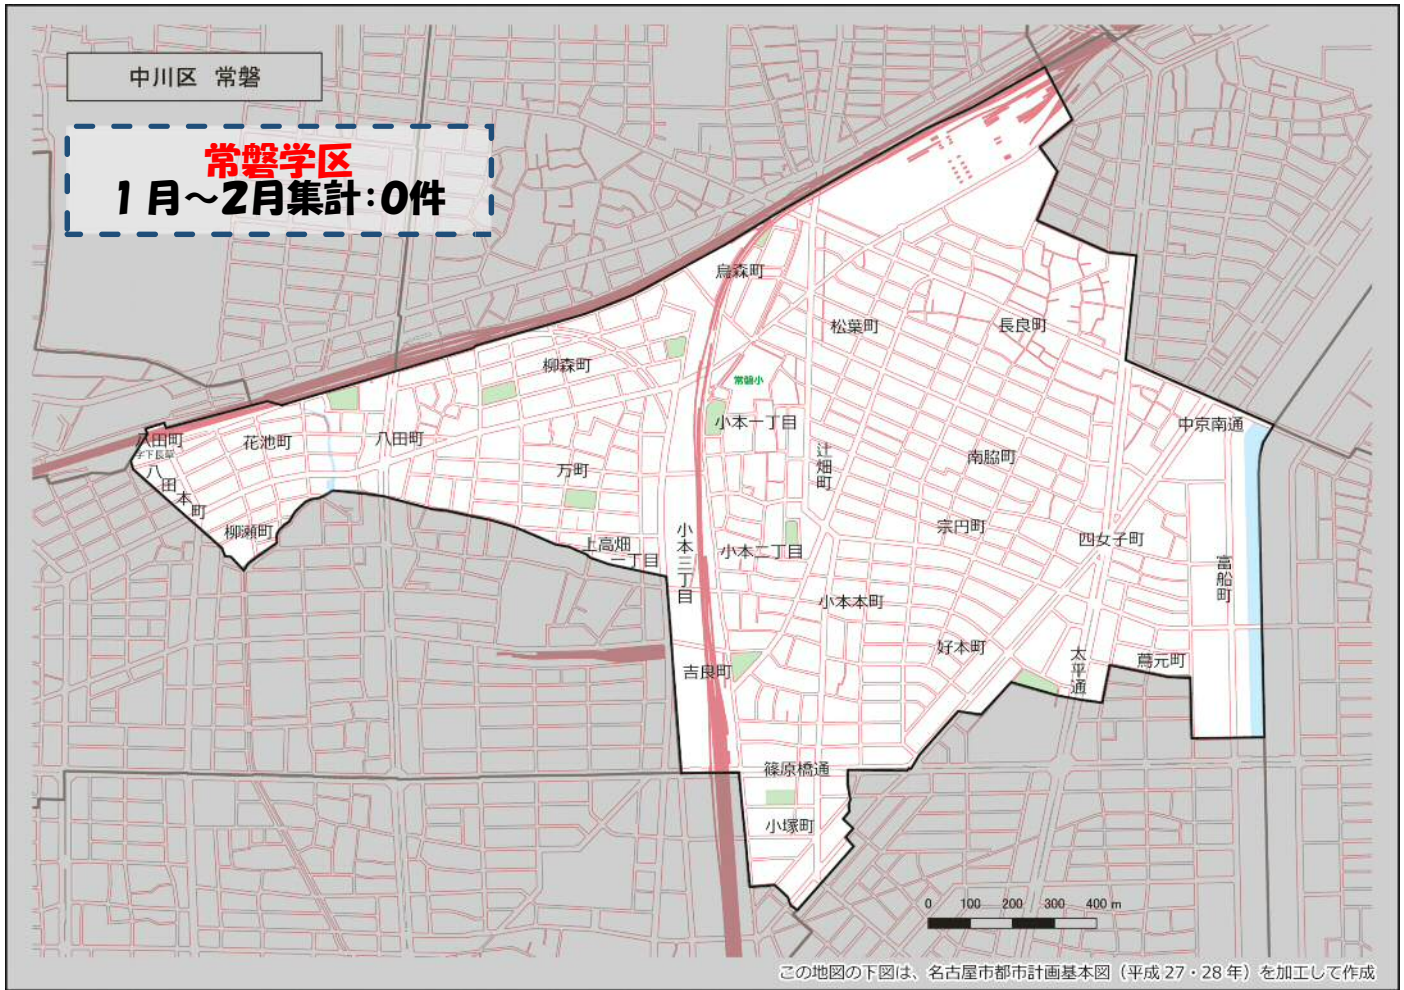 中川区 常磐
常磐学区
1月～2月集計：0件
烏森町
松葉町
長良町
柳森町
常磐小
小本一丁目
中京南通
八田町
字下長畑
花池町
八田町
辻畑町
南脇町
万町
八田本町
柳瀬町
宗円町
四女子町
上高畑
一丁目
小本三丁目
小本二丁目
富船町
小本本町
好本町
太平通
蔦元町
吉良町
篠原橋通
小塚町
0 100 200 300 400 m
この地図の下図は、名古屋市都市計画基本図（平成 27・28 年）を加工して作成